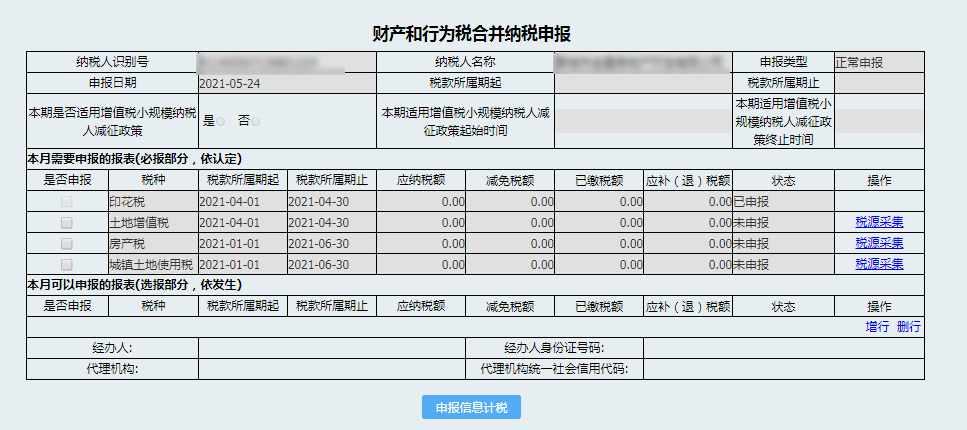 财产和行为税合并纳税申报
纳税人识别号 纳税人名称 申报类型 正常申报
申报日期 2021-05-24 税款所属期起 税款所属期止
本期是否适用增值税小规模纳税人减征政策 是 否 本期适用增值税小规模纳税人减征政策起始时间 本期适用增值税小规模纳税人减征政策终止时间
本月需要申报的报表(必报部分，依认定)
是否申报 税种 税款所属期起 税款所属期止 应纳税额 减免税额 已缴税额 应补（退）税额 状态 操作
印花税 2021-04-01 2021-04-30 0.00 0.00 0.00 0.00 已申报
土地增值税 2021-04-01 2021-04-30 0.00 0.00 0.00 0.00 未申报 税源采集
房产税 2021-01-01 2021-06-30 0.00 0.00 0.00 0.00 未申报 税源采集
城镇土地使用税 2021-01-01 2021-06-30 0.00 0.00 0.00 0.00 未申报 税源采集
本月可以申报的报表(选报部分，依发生)
是否申报 税种 税款所属期起 税款所属期止 应纳税额 减免税额 已缴税额 应补（退）税额 状态 操作
增行 删行
经办人: 经办人身份证号码:
代理机构: 代理机构统一社会信用代码:
申报信息计税